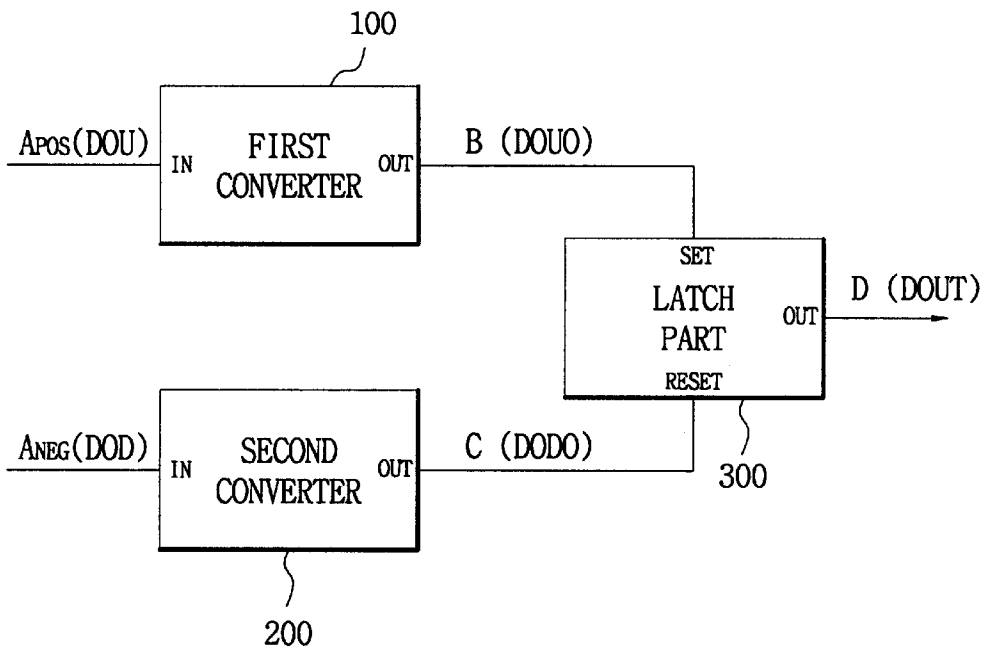 100
APOS(DOU)
IN
FIRST
CONVERTER
OUT
B (DOUO)
SET
LATCH
PART
RESET
OUT
D (DOUT)
300
ANEG(DOD)
IN
SECOND
CONVERTER
OUT
C (DODO)
200